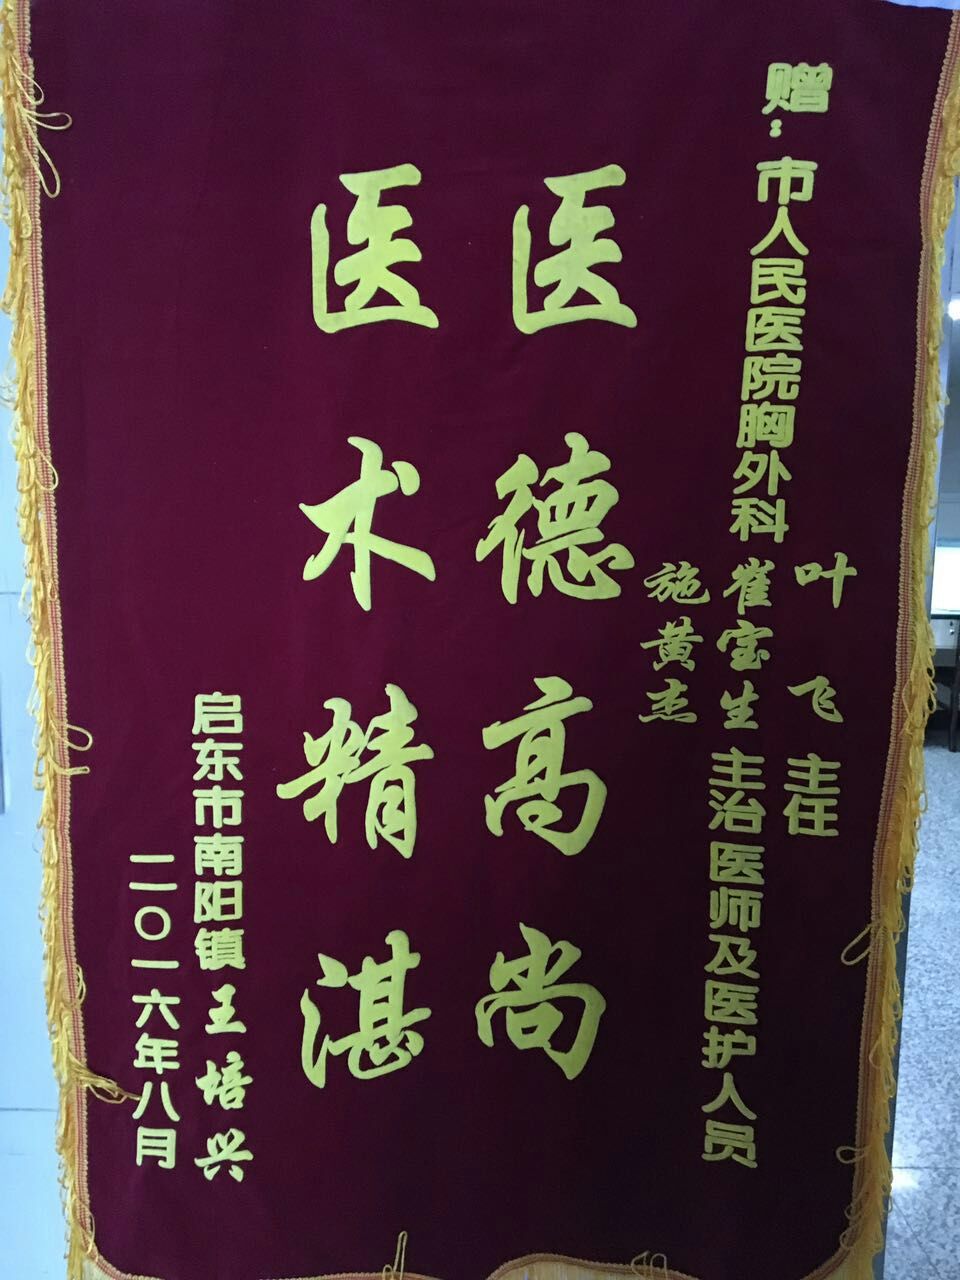 赠：市人民医院胸外科
叶飞 主任
崔宝生 主治医师及医护人员
施黄杰
医德高尚
医术精湛
启东市南阳镇 王培兴
二〇一六年八月